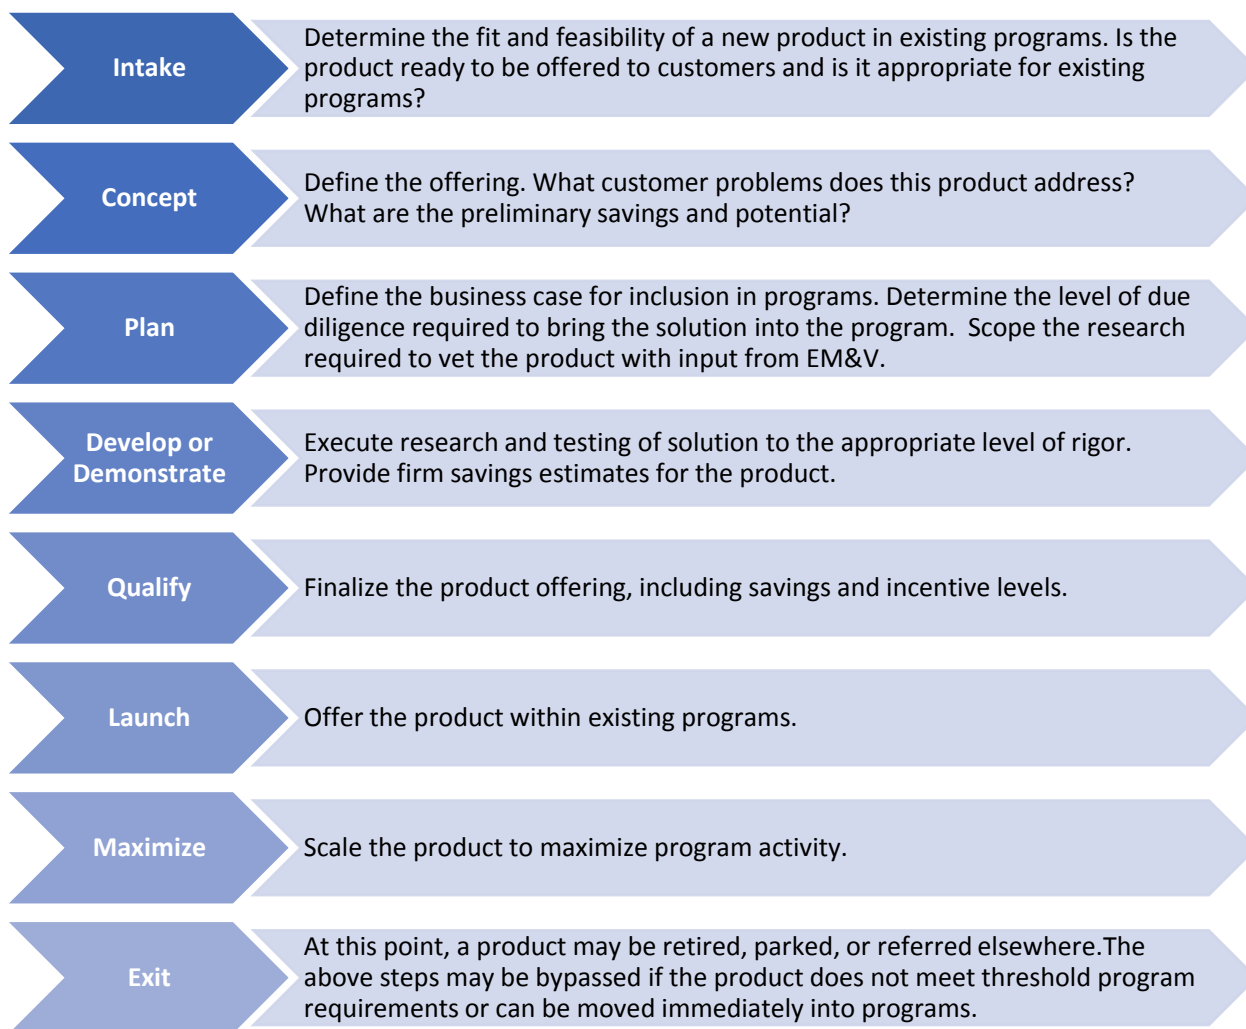 Intake
Determine the fit and feasibility of a new product in existing programs. Is the
product ready to be offered to customers and is it appropriate for existing
programs?
Concept
Define the offering. What customer problems does this product address?
What are the preliminary savings and potential?
Plan
Define the business case for inclusion in programs. Determine the level of due
diligence required to bring the solution into the program.  Scope the research
required to vet the product with input from EM&V.
Develop or
Demonstrate
Execute research and testing of solution to the appropriate level of rigor.
Provide firm savings estimates for the product.
Qualify
Finalize the product offering, including savings and incentive levels.
Launch
Offer the product within existing programs.
Maximize
Scale the product to maximize program activity.
Exit
At this point, a product may be retired, parked, or referred elsewhere.The
above steps may be bypassed if the product does not meet threshold program
requirements or can be moved immediately into programs.